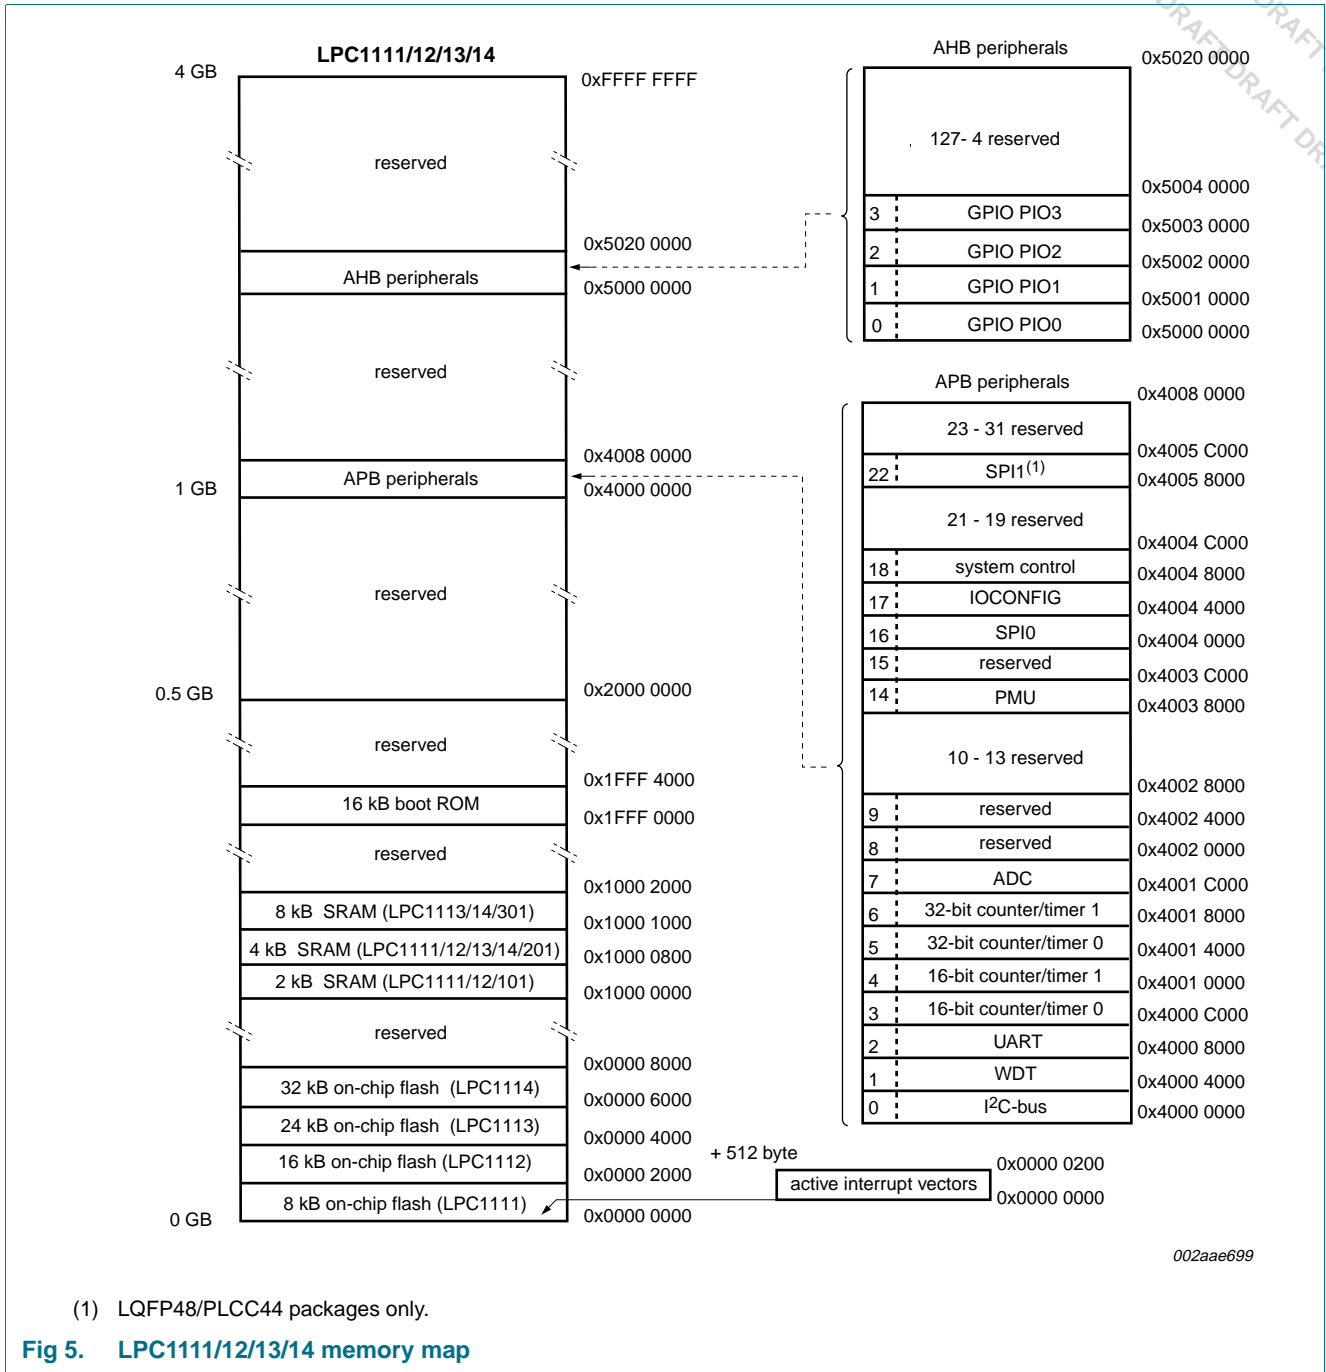 DRAFT DRAFT DRAFT DR
DRAFT
LPC1111/12/13/14
4 GB
0xFFFF FFFF
reserved
0x5020 0000
AHB peripherals
0x5000 0000
reserved
0x4008 0000
APB peripherals
1 GB
0x4000 0000
reserved
0.5 GB
0x2000 0000
reserved
0x1FFF 4000
16 kB boot ROM
0x1FFF 0000
reserved
0x1000 2000
8 kB SRAM (LPC1113/14/301)
0x1000 1000
4 kB SRAM (LPC1111/12/13/14/201)
0x1000 0800
2 kB SRAM (LPC1111/12/101)
0x1000 0000
reserved
0x0000 8000
32 kB on-chip flash (LPC1114)
0x0000 6000
24 kB on-chip flash (LPC1113)
0x0000 4000
16 kB on-chip flash (LPC1112)
0x0000 2000
8 kB on-chip flash (LPC1111)
0 GB
0x0000 0000
AHB peripherals
0x5020 0000
127- 4 reserved
0x5004 0000
3 GPIO PIO3
0x5003 0000
2 GPIO PIO2
0x5002 0000
1 GPIO PIO1
0x5001 0000
0 GPIO PIO0
0x5000 0000
APB peripherals
0x4008 0000
23 - 31 reserved
0x4005 C000
22 SPI1(1)
0x4005 8000
21 - 19 reserved
0x4004 C000
18 system control
0x4004 8000
17 IOCONFIG
0x4004 4000
16 SPI0
0x4004 0000
15 reserved
0x4003 C000
14 PMU
0x4003 8000
10 - 13 reserved
0x4002 8000
9 reserved
0x4002 4000
8 reserved
0x4002 0000
7 ADC
0x4001 C000
6 32-bit counter/timer 1
0x4001 8000
5 32-bit counter/timer 0
0x4001 4000
4 16-bit counter/timer 1
0x4001 0000
3 16-bit counter/timer 0
0x4000 C000
2 UART
0x4000 8000
1 WDT
0x4000 4000
0 I2C-bus
0x4000 0000
+ 512 byte
0x0000 0200
active interrupt vectors
0x0000 0000
002aae699
(1) LQFP48/PLCC44 packages only.
Fig 5. LPC1111/12/13/14 memory map